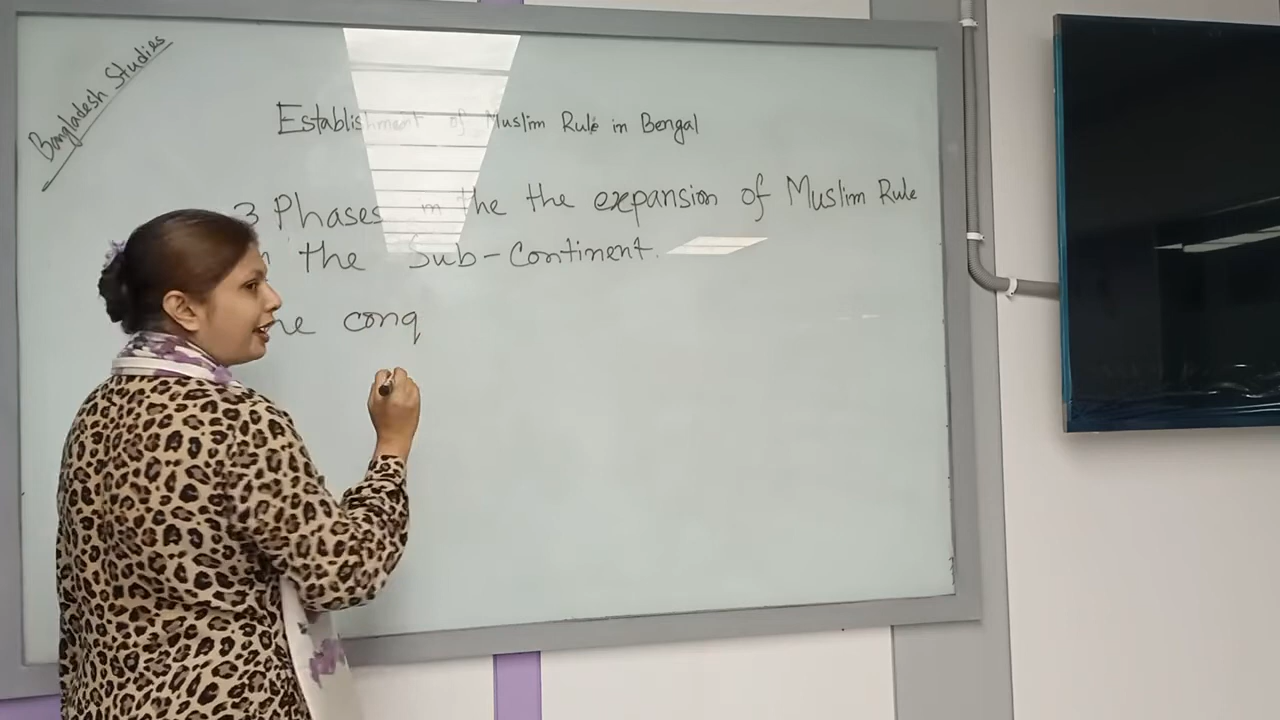 Bangladesh Studies
Establishment of Muslim Rule in Bengal
3 Phases in the the expansion of Muslim Rule
the Sub-Continent.
conq